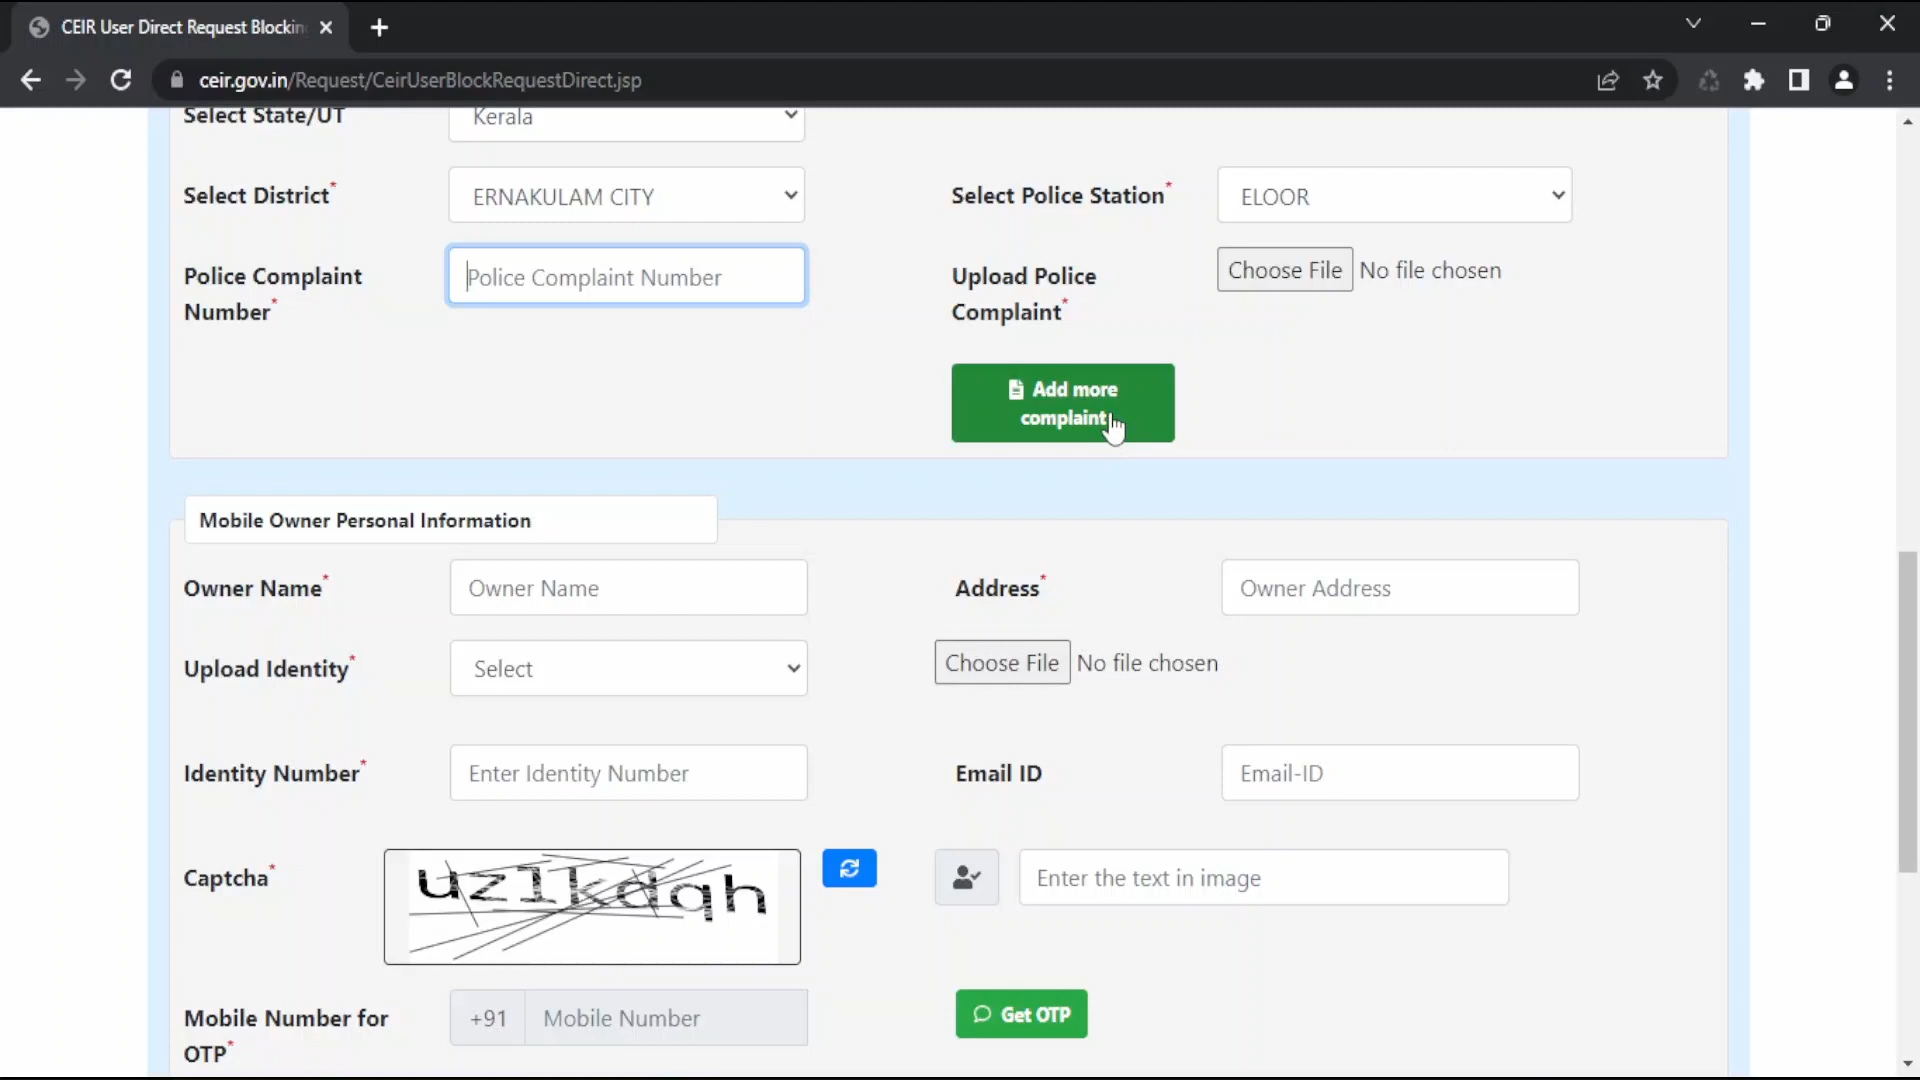 CEIR User Direct Request Blockin
ceir.gov.in/Request/CeirUserBlockRequestDirect.jsp
Select State/UT
Kerala
Select District*
ERNAKULAM CITY
Select Police Station*
ELOOR
Police Complaint
Number*
Police Complaint Number
Upload Police
Complaint*
Choose File No file chosen
Add more
complaint
Mobile Owner Personal Information
Owner Name*
Owner Name
Address*
Owner Address
Upload Identity*
Select
Choose File No file chosen
Identity Number*
Enter Identity Number
Email ID
Email-ID
Captcha*
uz1kdqh
Enter the text in image
Mobile Number for
OTP*
+91 Mobile Number
Get OTP